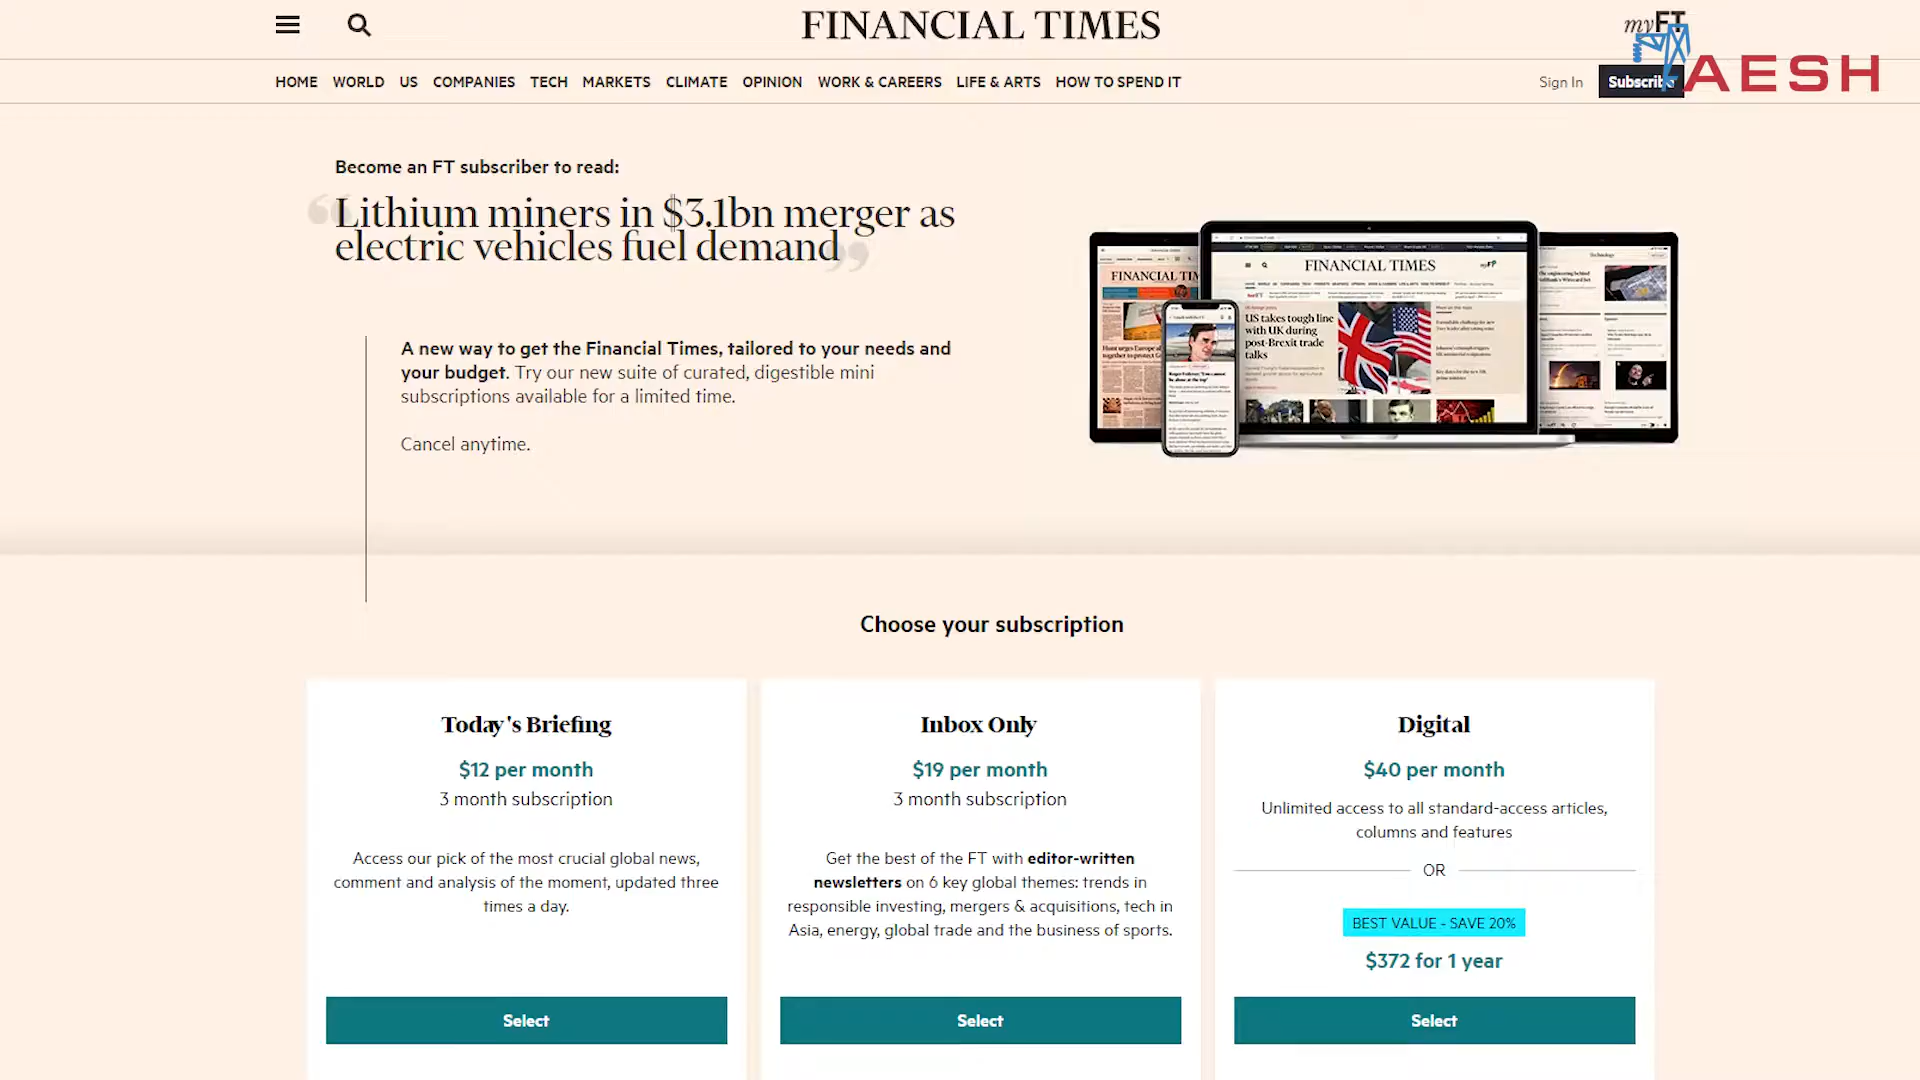 FINANCIAL TIMES
myFT
AESH
HOME WORLD US COMPANIES TECH MARKETS CLIMATE OPINION WORK & CAREERS LIFE & ARTS HOW TO SPEND IT
Sign In
Subscribe
Become an FT subscriber to read:
“Lithium miners in $3.1bn merger as
electric vehicles fuel demand”
A new way to get the Financial Times, tailored to your needs and
your budget. Try our new suite of curated, digestible mini
subscriptions available for a limited time.
Cancel anytime.
FINANCIAL TIMES
myFT
US takes tough line
with UK during
post-Brexit trade
talks
Choose your subscription
Today's Briefing
$12 per month
3 month subscription
Access our pick of the most crucial global news,
comment and analysis of the moment, updated three
times a day.
Select
Inbox Only
$19 per month
3 month subscription
Get the best of the FT with editor-written
newsletters on 6 key global themes: trends in
responsible investing, mergers & acquisitions, tech in
Asia, energy, global trade and the business of sports.
Select
Digital
$40 per month
Unlimited access to all standard-access articles,
columns and features
OR
BEST VALUE - SAVE 20%
$372 for 1 year
Select